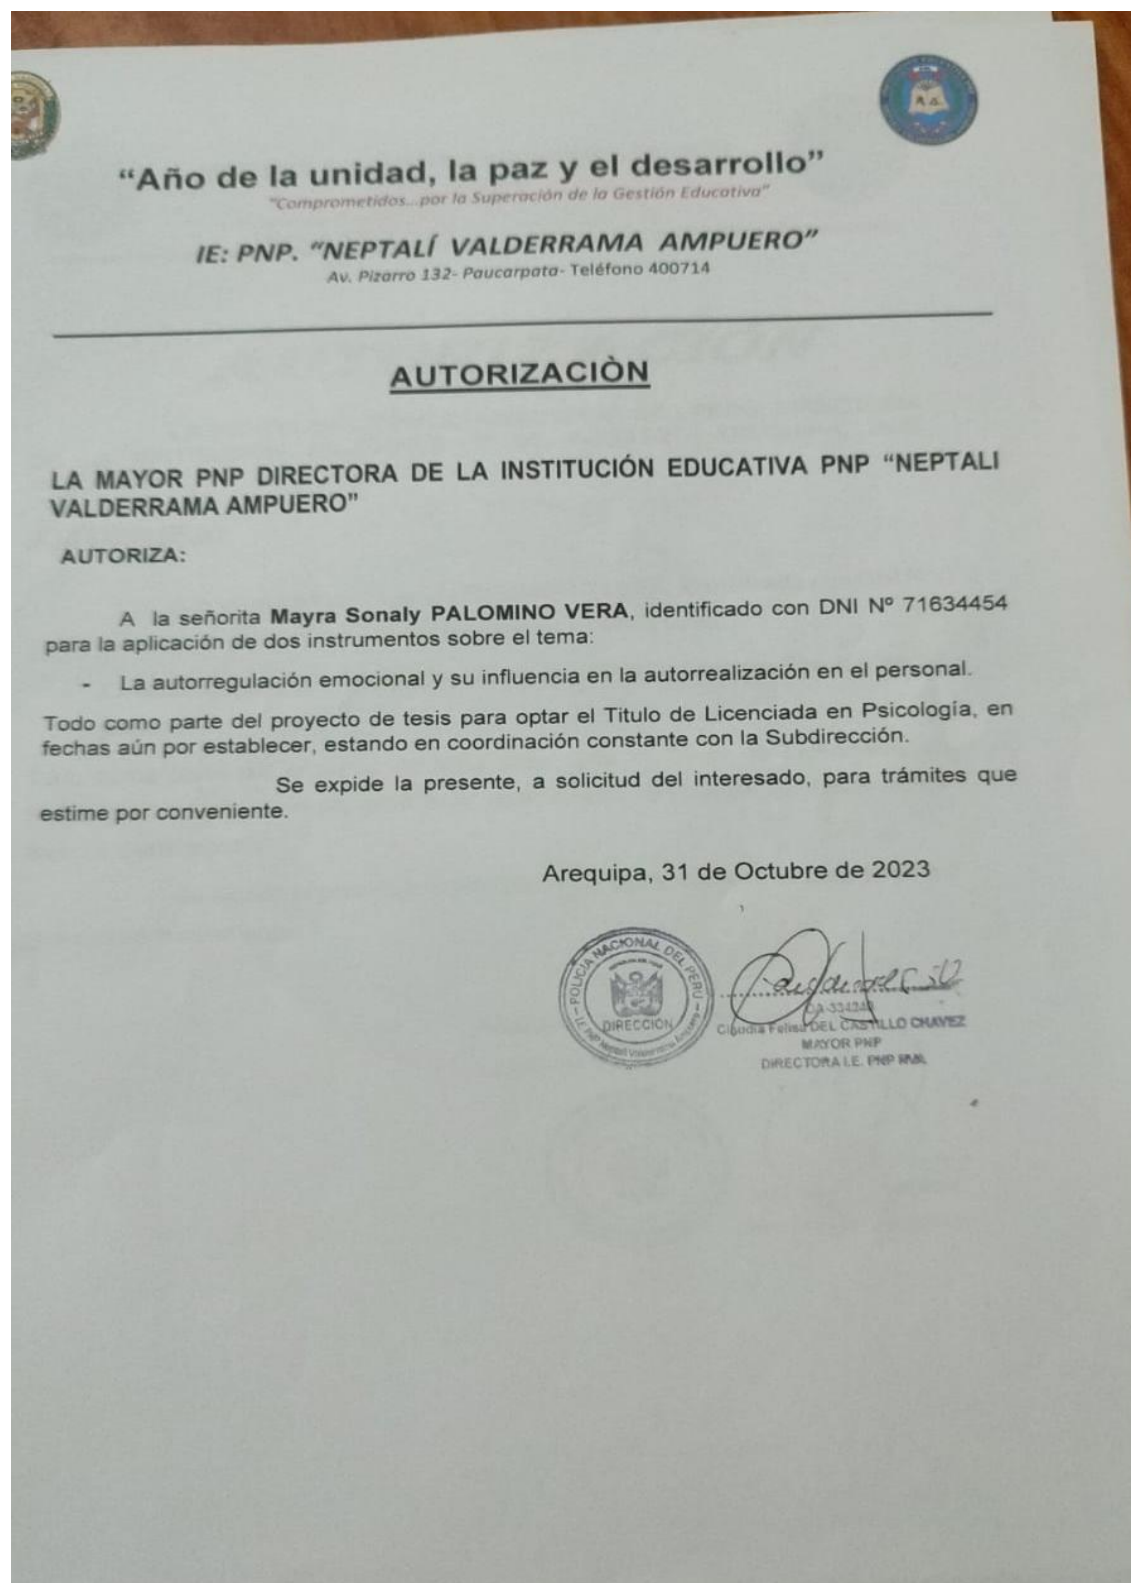 “Año de la unidad, la paz y el desarrollo”
"Comprometidos...por la Superación de la Gestión Educativa"
IE: PNP. “NEPTALÍ VALDERRAMA AMPUERO”
Av. Pizarro 132- Paucarpata- Teléfono 400714
AUTORIZACIÒN
LA MAYOR PNP DIRECTORA DE LA INSTITUCIÓN EDUCATIVA PNP “NEPTALI
VALDERRAMA AMPUERO”
AUTORIZA:
A la señorita Mayra Sonaly PALOMINO VERA, identificado con DNI Nº 71634454
para la aplicación de dos instrumentos sobre el tema:
- La autorregulación emocional y su influencia en la autorrealización en el personal.
Todo como parte del proyecto de tesis para optar el Titulo de Licenciada en Psicología, en
fechas aún por establecer, estando en coordinación constante con la Subdirección.
Se expide la presente, a solicitud del interesado, para trámites que
estime por conveniente.
Arequipa, 31 de Octubre de 2023
POLICÍA NACIONAL DEL PERÚ
DIRECCIÓN
Claudia Felisa DEL CASTILLO CHAVEZ
MAYOR PNP
DIRECTORA I.E. PNP